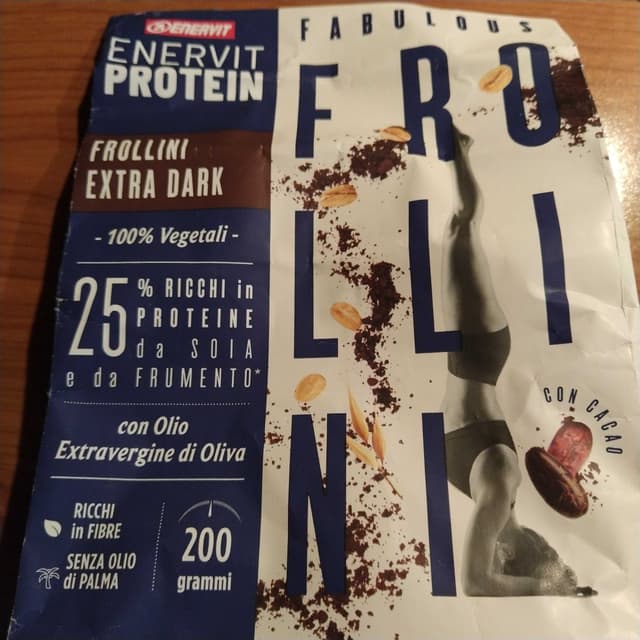 ENERVIT
ENERVIT
PROTEIN
FROLLINI
EXTRA DARK
- 100% Vegetali -
25% RICCHI in
PROTEINE
da SOIA
e da FRUMENTO*
con Olio
Extravergine di Oliva
RICCHI
in FIBRE
SENZA OLIO
di PALMA
200
grammi
FABULOUS
FRO
LLI
NI
CON CACAO